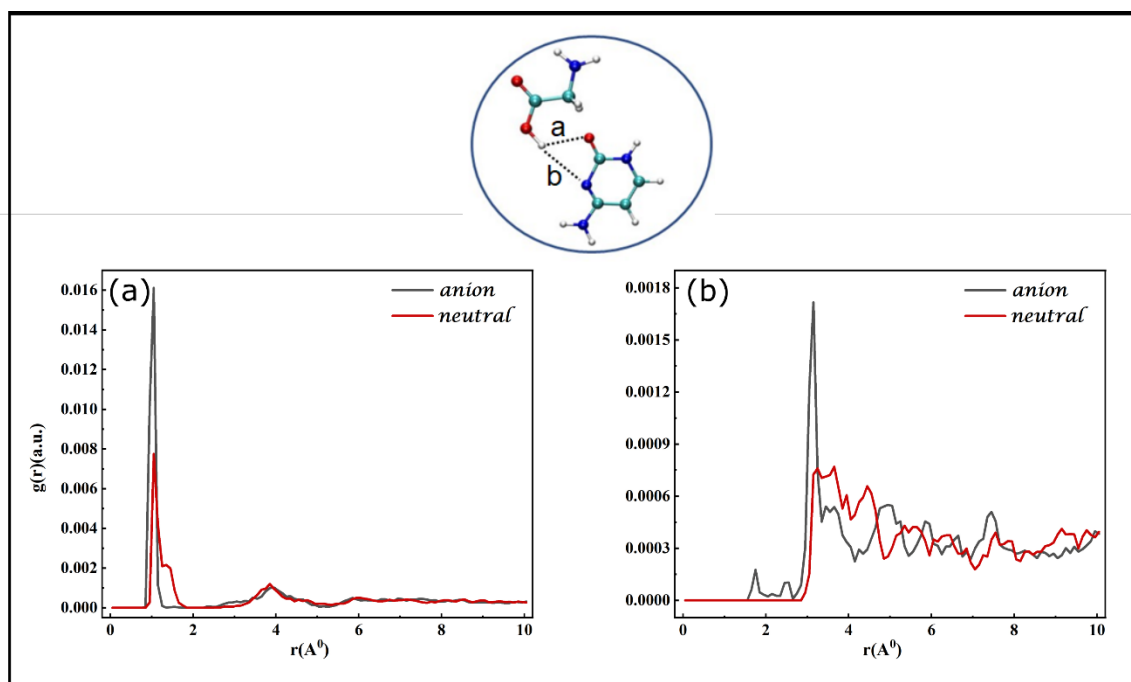 a
b
(a)
anion
neutral
0.016
0.014
0.012
0.010
0.008
0.006
0.004
0.002
0.000
g(r)(a.u.)
0 2 4 6 8 10
r(A⁰)
(b)
anion
neutral
0.0018
0.0015
0.0012
0.0009
0.0006
0.0003
0.0000
0 2 4 6 8 10
r(A⁰)